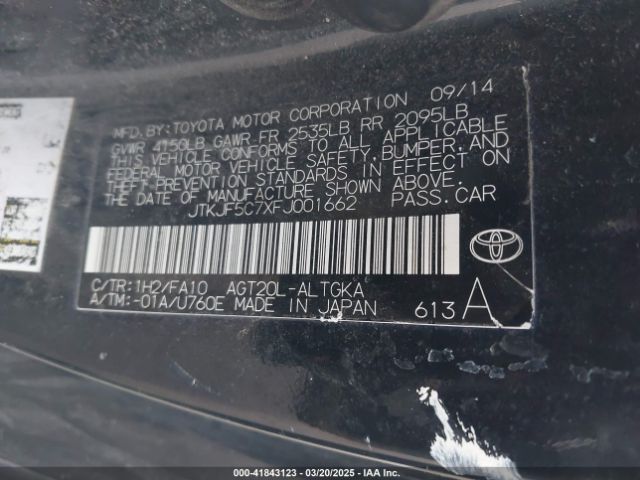 MFD. BY: TOYOTA MOTOR CORPORATION 09/14
GVWR 4150LB GAWR FR 2535LB RR 2095LB
THIS VEHICLE CONFORMS TO ALL APPLICABLE
FEDERAL MOTOR VEHICLE SAFETY, BUMPER, AND
THEFT PREVENTION STANDARDS IN EFFECT ON
THE DATE OF MANUFACTURE SHOWN ABOVE.
JTKJF5C7XFJ001662 PASS. CAR
C/TR: 1H2/FA10 AGT20L-ALTGKA
A/TM: -01A/U760E MADE IN JAPAN 613 A
000-41843123 — 03/20/2025 — IAA Inc.